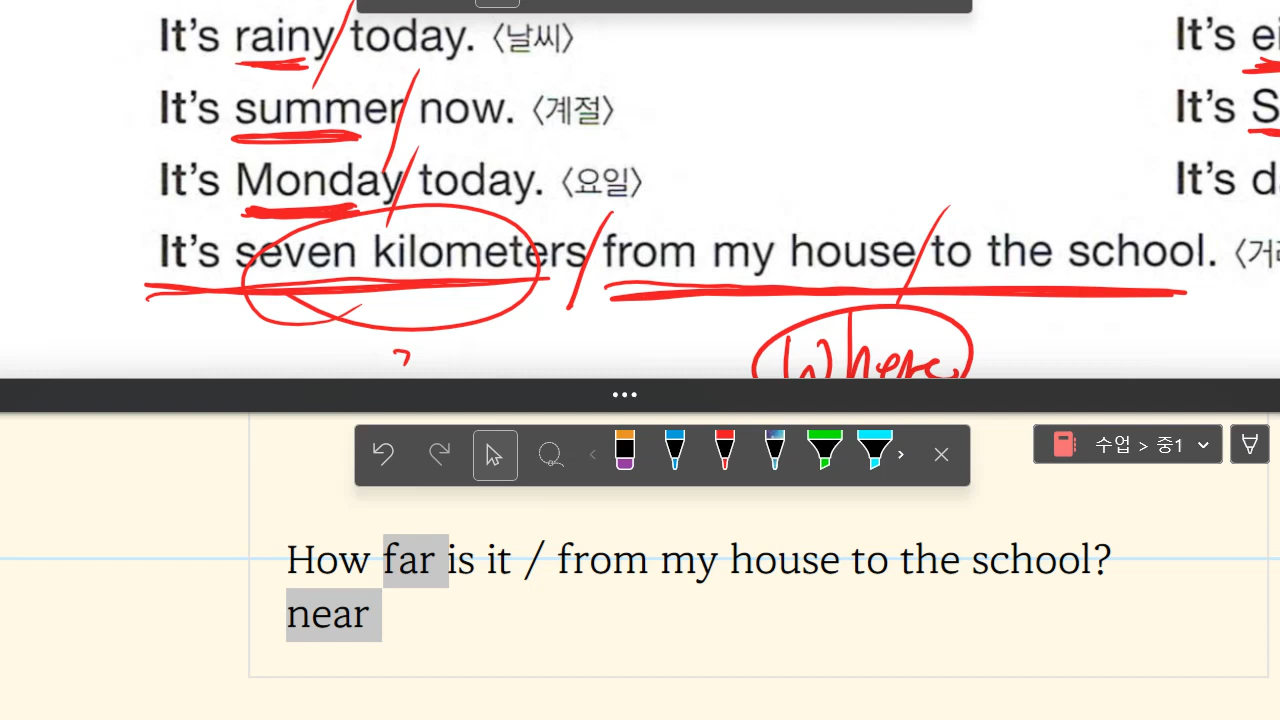 It's rainy today. 〈날씨〉
It's summer now. 〈계절〉
It's Monday today. 〈요일〉
It's seven kilometers from my house to the school.
It's
It's S
It's
Where
수업 > 중1
How far is it / from my house to the school?
near